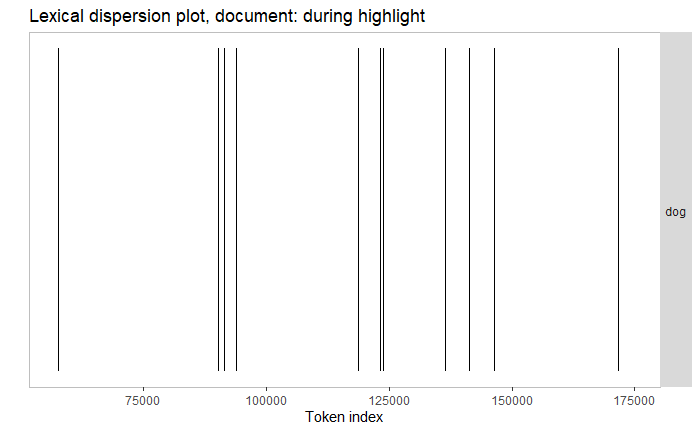 Lexical dispersion plot, document: during highlight
dog
75000
100000
125000
150000
175000
Token index